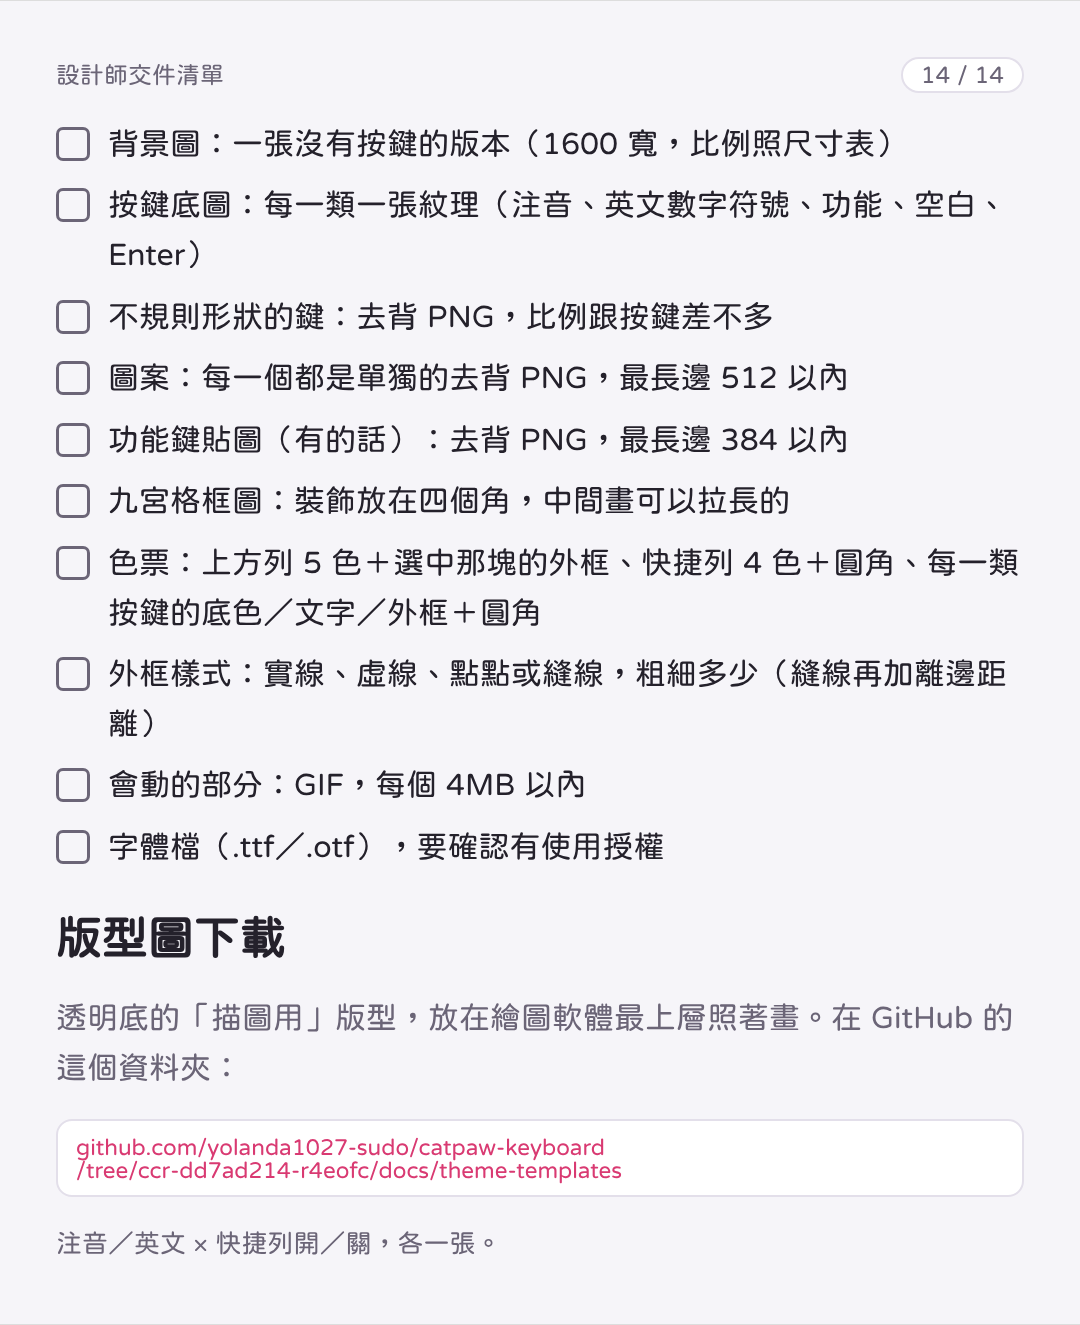 設計師交件清單
14 / 14
背景圖：一張沒有按鍵的版本（1600 寬，比例照尺寸表）
按鍵底圖：每一類一張紋理（注音、英文數字符號、功能、空白、
Enter）
不規則形狀的鍵：去背 PNG，比例跟按鍵差不多
圖案：每一個都是單獨的去背 PNG，最長邊 512 以內
功能鍵貼圖（有的話）：去背 PNG，最長邊 384 以內
九宮格框圖：裝飾放在四個角，中間畫可以拉長的
色票：上方列 5 色＋選中那塊的外框、快捷列 4 色＋圓角、每一類
按鍵的底色／文字／外框＋圓角
外框樣式：實線、虛線、點點或縫線，粗細多少（縫線再加離邊距
離）
會動的部分：GIF，每個 4MB 以內
字體檔（.ttf／.otf），要確認有使用授權
版型圖下載
透明底的「描圖用」版型，放在繪圖軟體最上層照著畫。在 GitHub 的
這個資料夾：
github.com/yolanda1027-sudo/catpaw-keyboard
/tree/ccr-dd7ad214-r4eofc/docs/theme-templates
注音／英文 × 快捷列開／關，各一張。